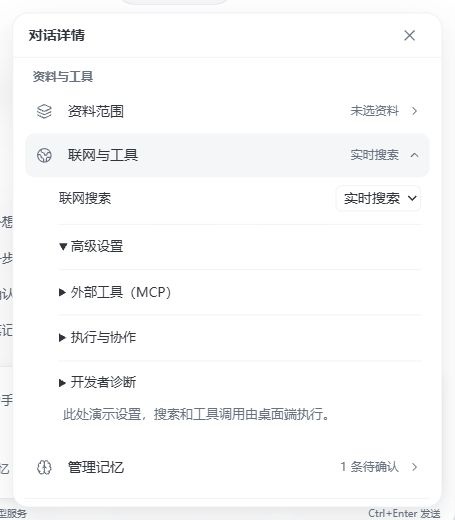 对话详情
资料与工具
资料范围 未选资料
联网与工具 实时搜索
联网搜索 实时搜索
高级设置
外部工具（MCP）
执行与协作
开发者诊断
此处演示设置，搜索和工具调用由桌面端执行。
管理记忆 1 条待确认
型服务 Ctrl+Enter 发送